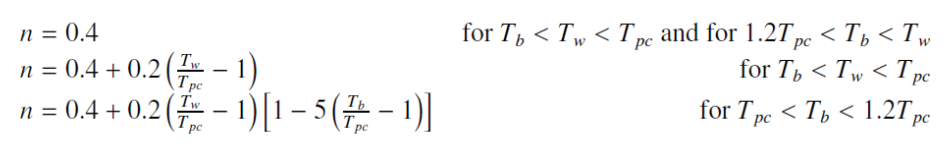 n = 0.4 for T_b < T_w < T_pc and for 1.2T_pc < T_b < T_w
n = 0.4 + 0.2(T_w/T_pc − 1) for T_b < T_w < T_pc
n = 0.4 + 0.2(T_w/T_pc − 1)[1 − 5(T_b/T_pc − 1)] for T_pc < T_b < 1.2T_pc